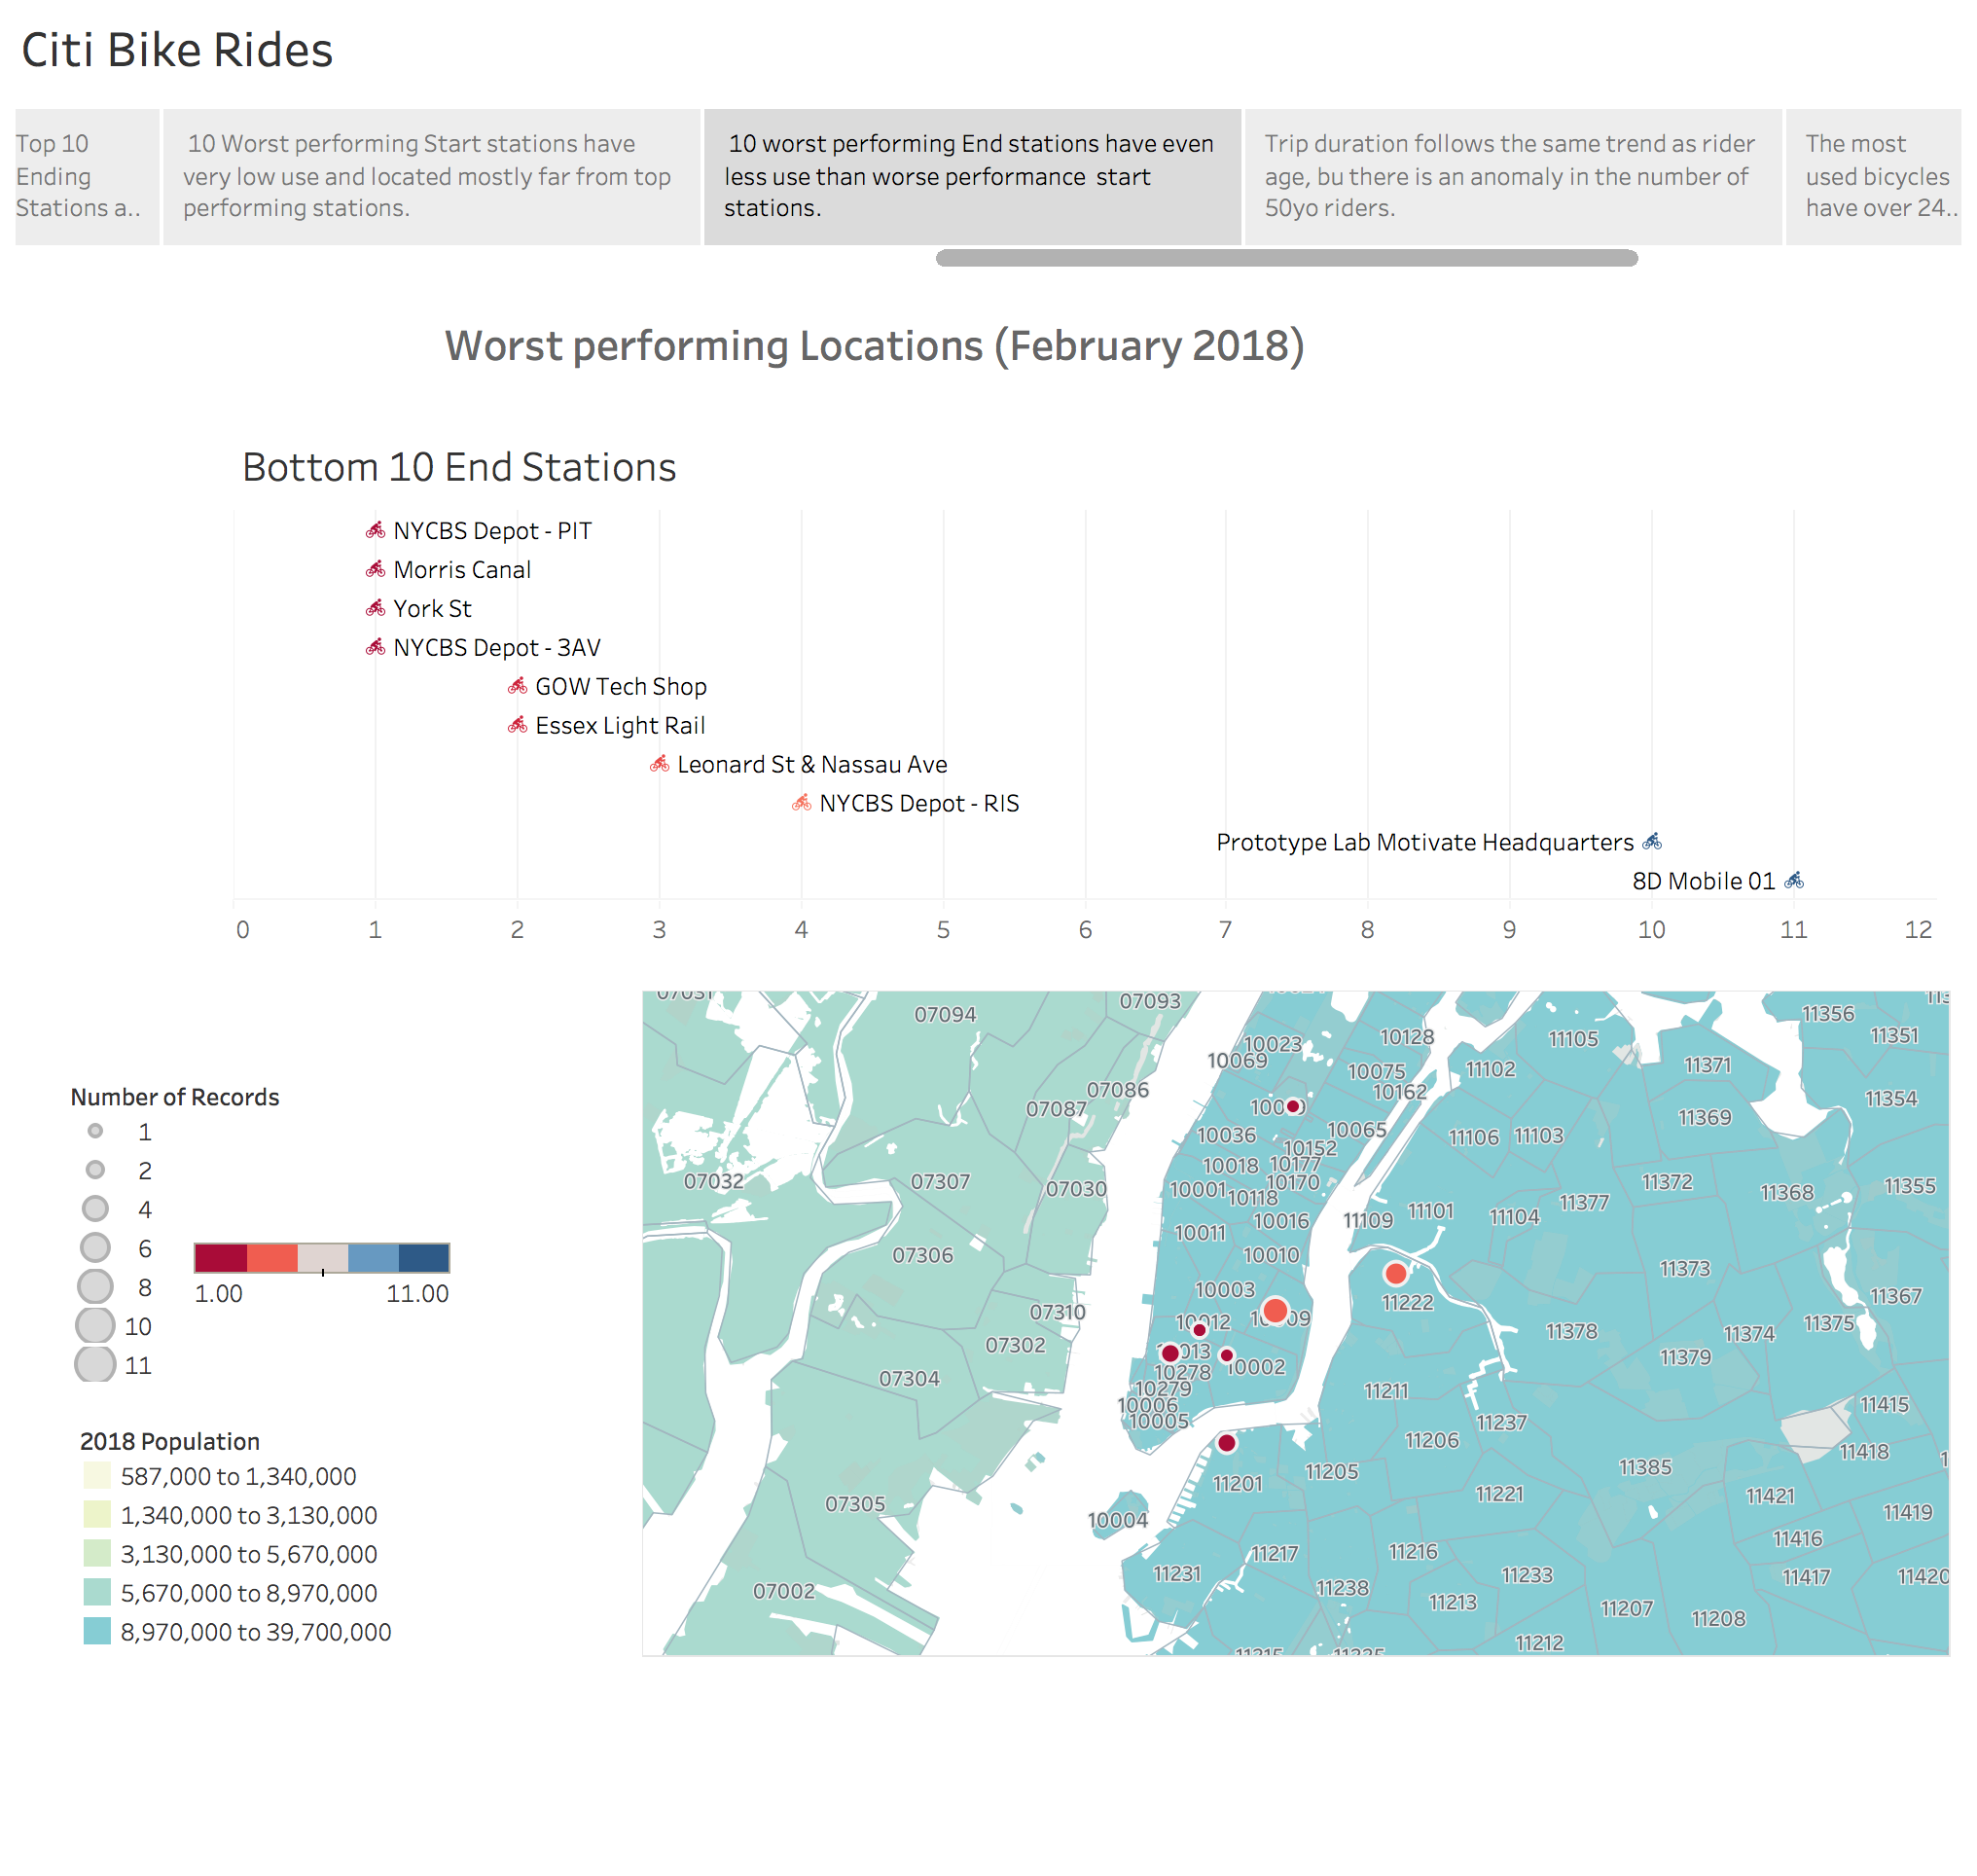 Citi Bike Rides
Top 10
Ending
Stations a..
10 Worst performing Start stations have
very low use and located mostly far from top
performing stations.
10 worst performing End stations have even
less use than worse performance start
stations.
Trip duration follows the same trend as rider
age, bu there is an anomaly in the number of
50yo riders.
The most
used bicycles
have over 24..
Worst performing Locations (February 2018)
Bottom 10 End Stations
NYCBS Depot - PIT
Morris Canal
York St
NYCBS Depot - 3AV
GOW Tech Shop
Essex Light Rail
Leonard St & Nassau Ave
NYCBS Depot - RIS
Prototype Lab Motivate Headquarters
8D Mobile 01
0 1 2 3 4 5 6 7 8 9 10 11 12
Number of Records
1
2
4
6
8
10
11
1.00 11.00
2018 Population
587,000 to 1,340,000
1,340,000 to 3,130,000
3,130,000 to 5,670,000
5,670,000 to 8,970,000
8,970,000 to 39,700,000
07031
07094
07093
10023
10069
10128
11105
11356
11351
10075
11102
11371
10162
07086
07087
11354
11369
10036
10065
11106
11103
10152
10018
10177
07032
07307
07030
10001
10118
10170
11372
11368
11355
11377
11101
11104
11109
10016
10011
07306
10010
11373
10003
11222
11367
07310
10012
11375
11378
11374
07302
11379
10278
10002
07304
10279
11211
10006
10005
11415
11237
11206
11418
11201
11205
11385
11221
11421
07305
10004
11419
11416
11217
11216
11231
11233
11417
11420
07002
11238
11213
11207
11208
11212